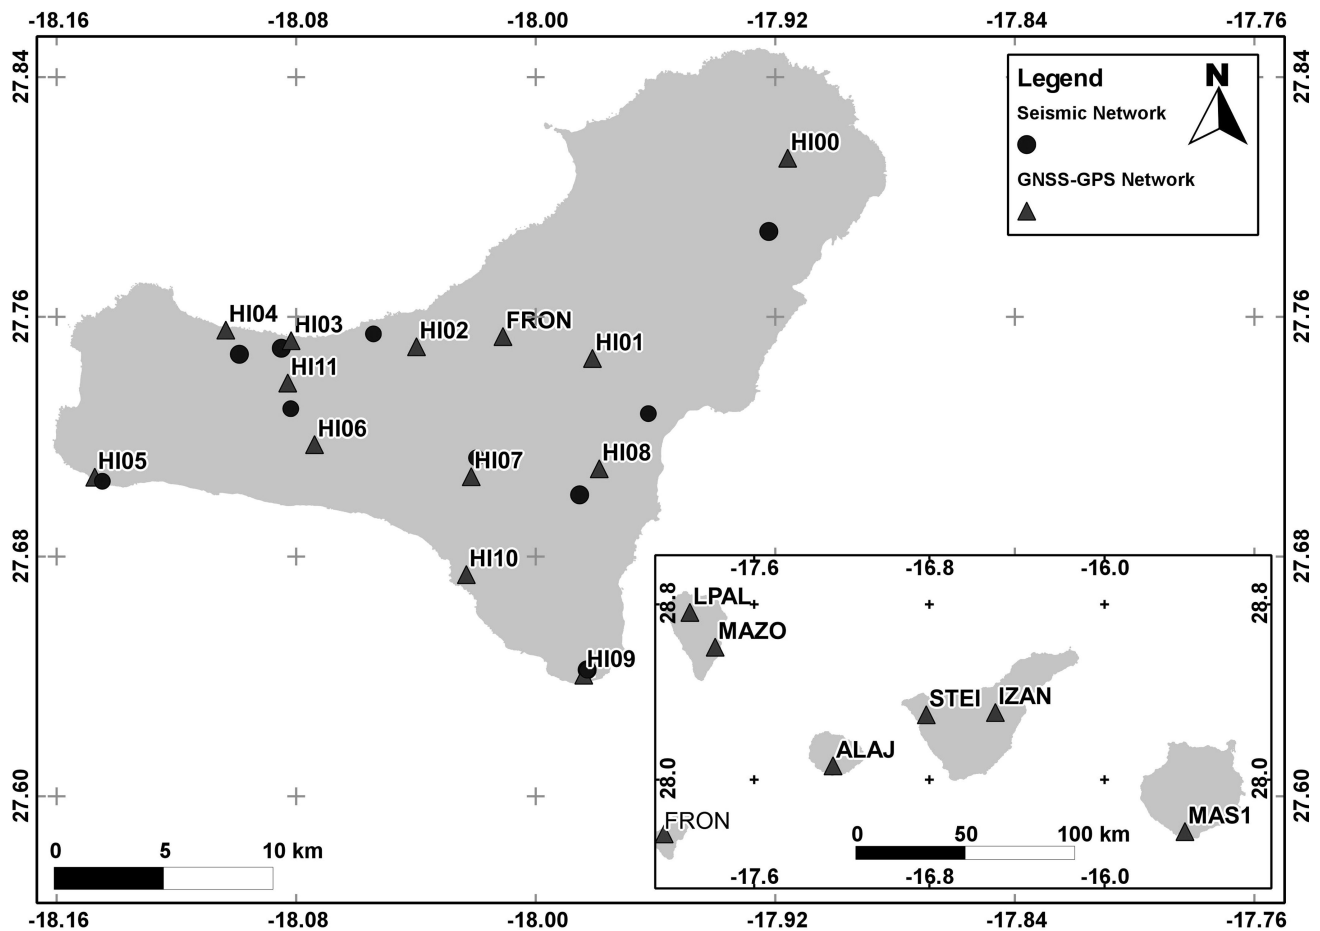 -18.16 -18.08 -18.00 -17.92 -17.84 -17.76
27.84 27.84
Legend
N
Seismic Network
GNSS-GPS Network
HI00
27.76 27.76
HI04
HI03
HI02
FRON
HI01
HI11
HI06
HI05
HI07
HI08
27.68 27.68
HI10
HI09
-17.6 -16.8 -16.0
28.8 28.8
LPAL
MAZO
STEI
IZAN
ALAJ
28.0 28.0
MAS1
FRON
0 50 100 km
-17.6 -16.8 -16.0
27.60 27.60
0 5 10 km
-18.16 -18.08 -18.00 -17.92 -17.84 -17.76